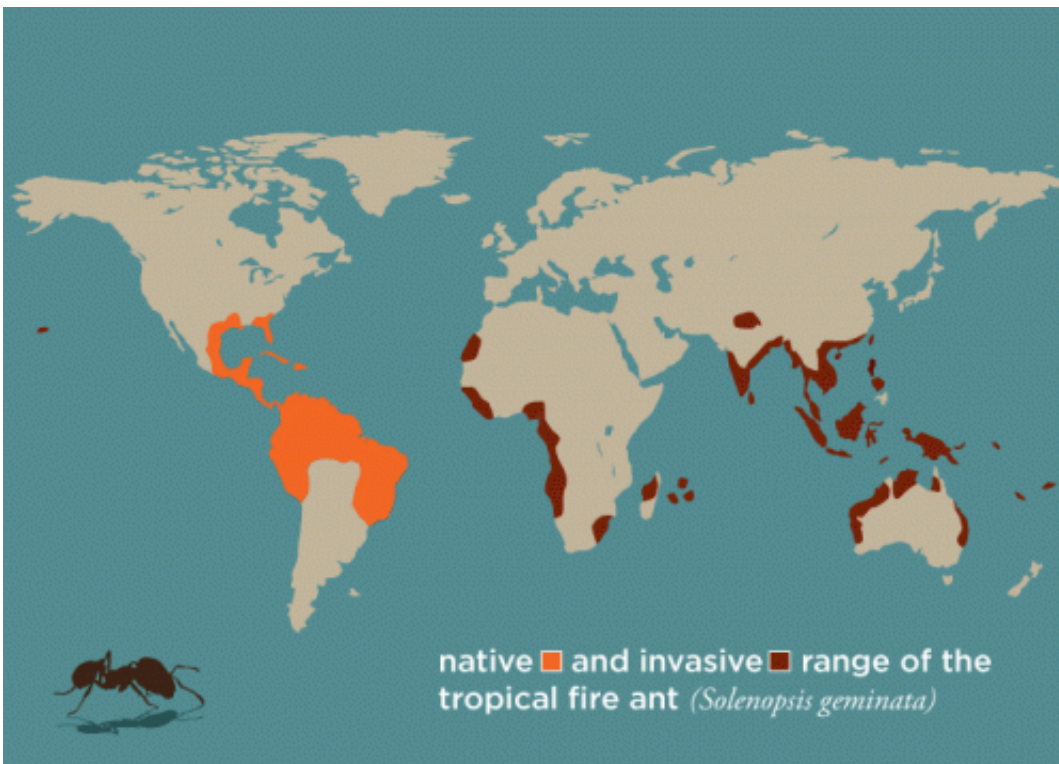 native and invasive range of the
tropical fire ant (Solenopsis geminata)